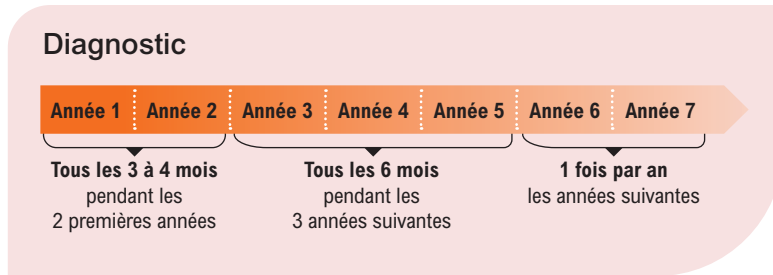 Diagnostic
Année 1 Année 2 Année 3 Année 4 Année 5 Année 6 Année 7
Tous les 3 à 4 mois
pendant les
2 premières années
Tous les 6 mois
pendant les
3 années suivantes
1 fois par an
les années suivantes